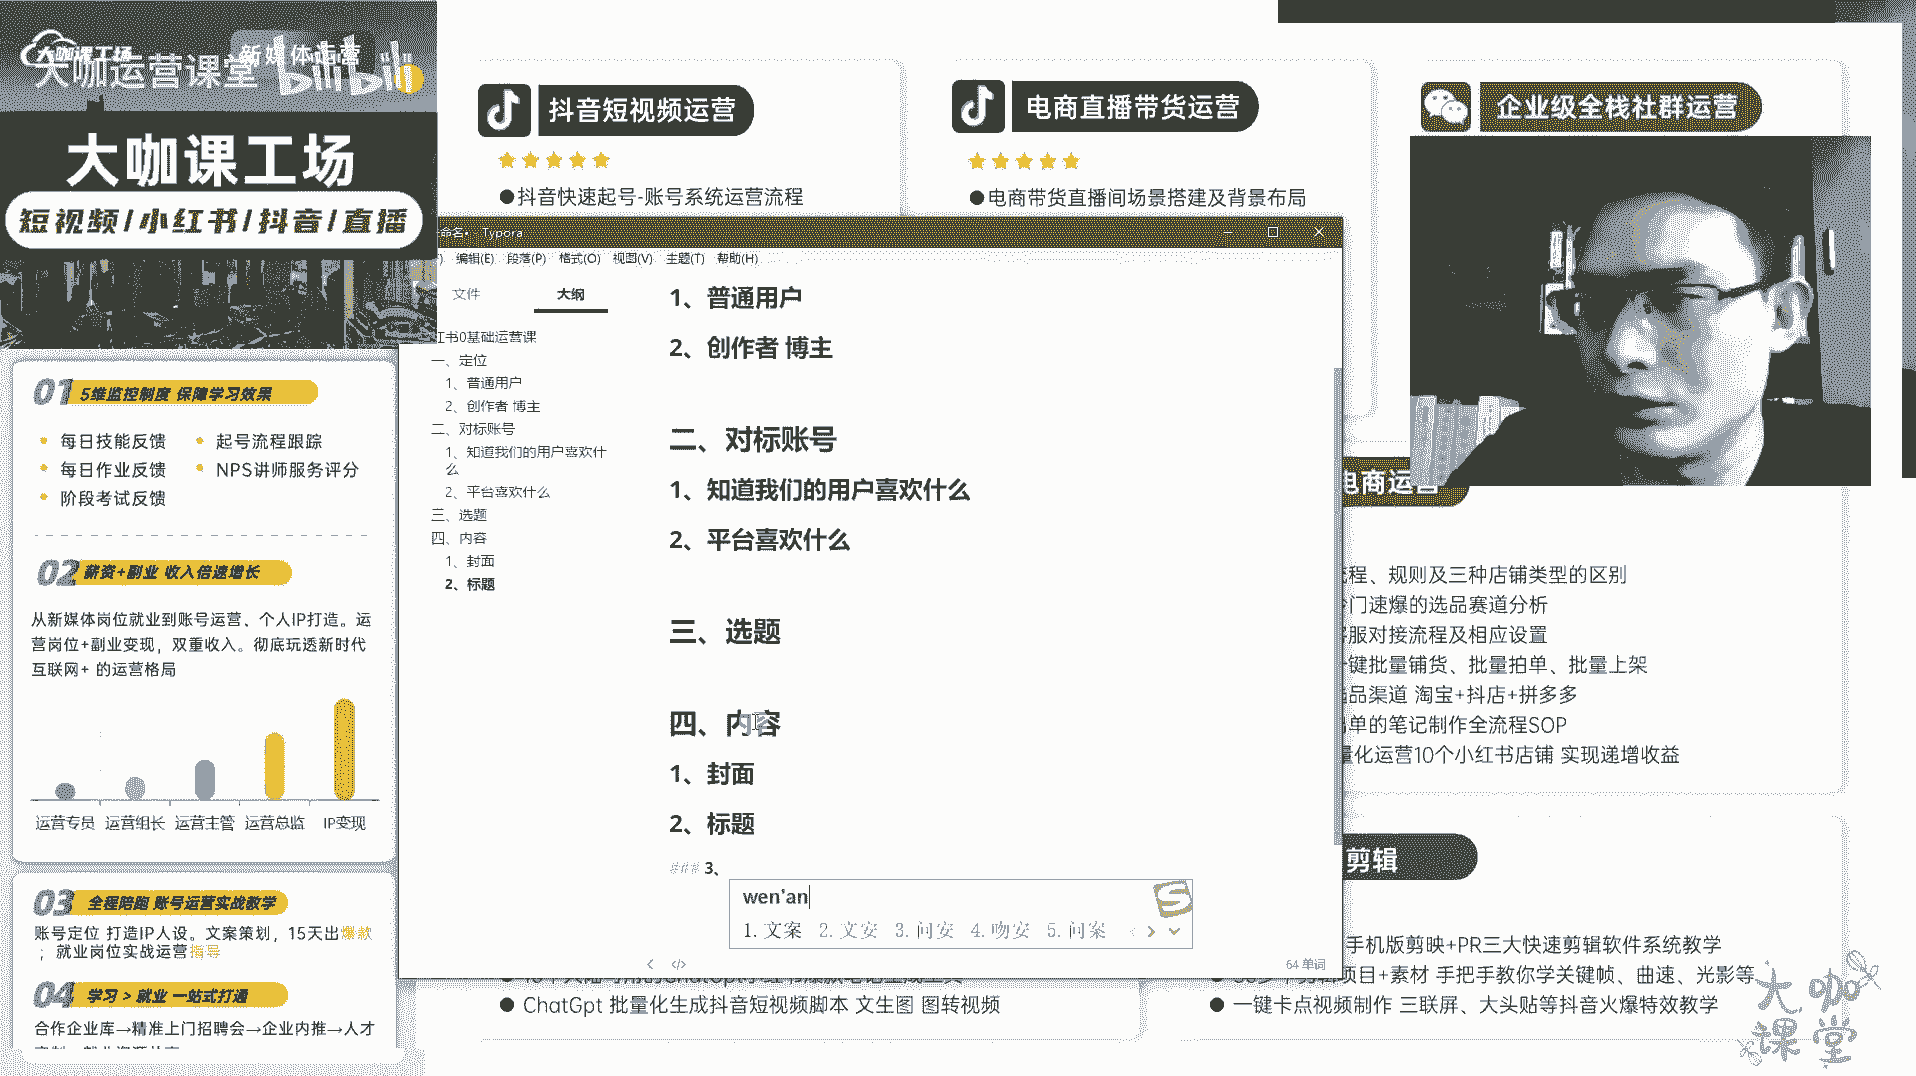 大咖课工场
新媒体运营
大咖运营课堂
bilibili
大咖课工场
短视频/小红书/抖音/直播
01 5维监控制度 保障学习效果
每日技能反馈
起号流程跟踪
每日作业反馈
NPS讲师服务评分
阶段考试反馈
02 薪资+副业 收入倍速增长
从新媒体岗位就业到账号运营、个人IP打造。运
营岗位+副业变现，双重收入。彻底玩透新时代
互联网+ 的运营格局
运营专员 运营组长 运营主管 运营总监 IP变现
03 全程陪跑 账号运营实战教学
账号定位 打造IP人设。文案策划，15天出爆款
；就业岗位实战运营指导
04 学习 > 就业 一站式打通
合作企业库→精准上门招聘会→企业内推→人才
抖音短视频运营
●抖音快速起号-账号系统运营流程
电商直播带货运营
●电商带货直播间场景搭建及背景布局
企业级全栈社群运营
命名• - Typora
编辑(E) 段落(P) 格式(O) 视图(V) 主题(T) 帮助(H)
文件 大纲
红书0基础运营课
一、定位
1、普通用户
2、创作者 博主
二、对标账号
1、知道我们的用户喜欢什
么
2、平台喜欢什么
三、选题
四、内容
1、封面
2、标题
1、普通用户
2、创作者 博主
二、对标账号
1、知道我们的用户喜欢什么
2、平台喜欢什么
三、选题
四、内容
1、封面
2、标题
### 3、
wen'an
1.文案 2.文安 3.问安 4.吻安 5.问案
64 单词
电商运营
程、规则及三种店铺类型的区别
门速爆的选品赛道分析
服对接流程及相应设置
键批量铺货、批量拍单、批量上架
品渠道 淘宝+抖店+拼多多
单的笔记制作全流程SOP
量化运营10个小红书店铺 实现递增收益
剪辑
手机版剪映+PR三大快速剪辑软件系统教学
项目+素材 手把手教你学关键帧、曲速、光影等
● 一键卡点视频制作 三联屏、大头贴等抖音火爆特效教学
● ChatGpt 批量化生成抖音短视频脚本 文生图 图转视频
大咖
课堂